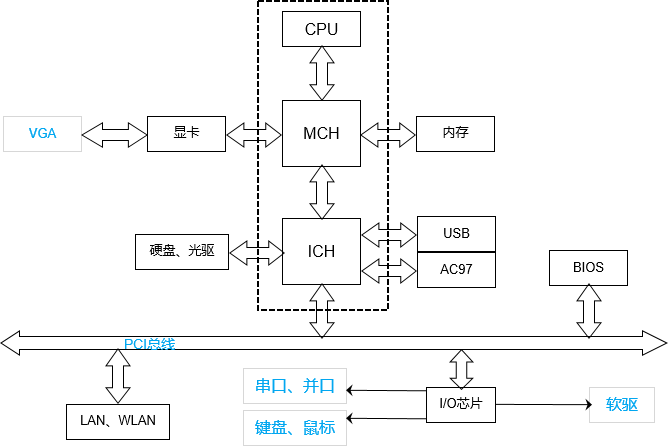 CPU
VGA
显卡
MCH
内存
硬盘、光驱
ICH
USB
AC97
BIOS
PCI总线
LAN、WLAN
串口、并口
键盘、鼠标
I/O芯片
软驱